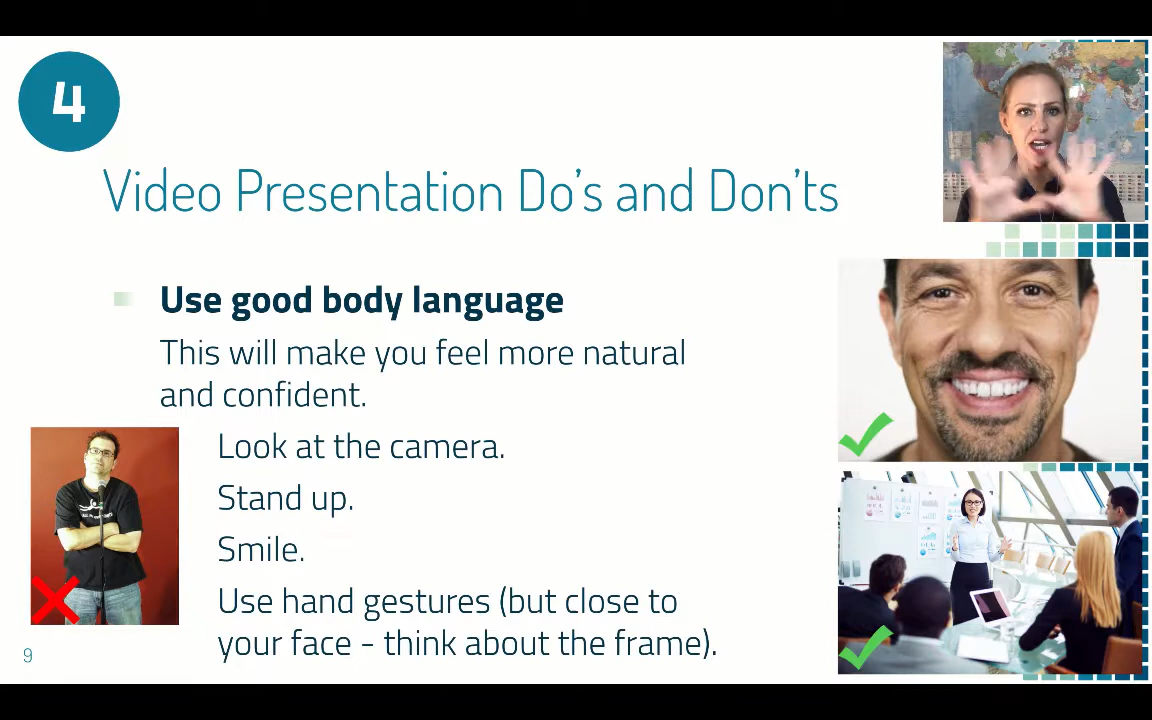 4
Video Presentation Do's and Don'ts
Use good body language
This will make you feel more natural
and confident.
Look at the camera.
Stand up.
Smile.
Use hand gestures (but close to
your face - think about the frame).
9